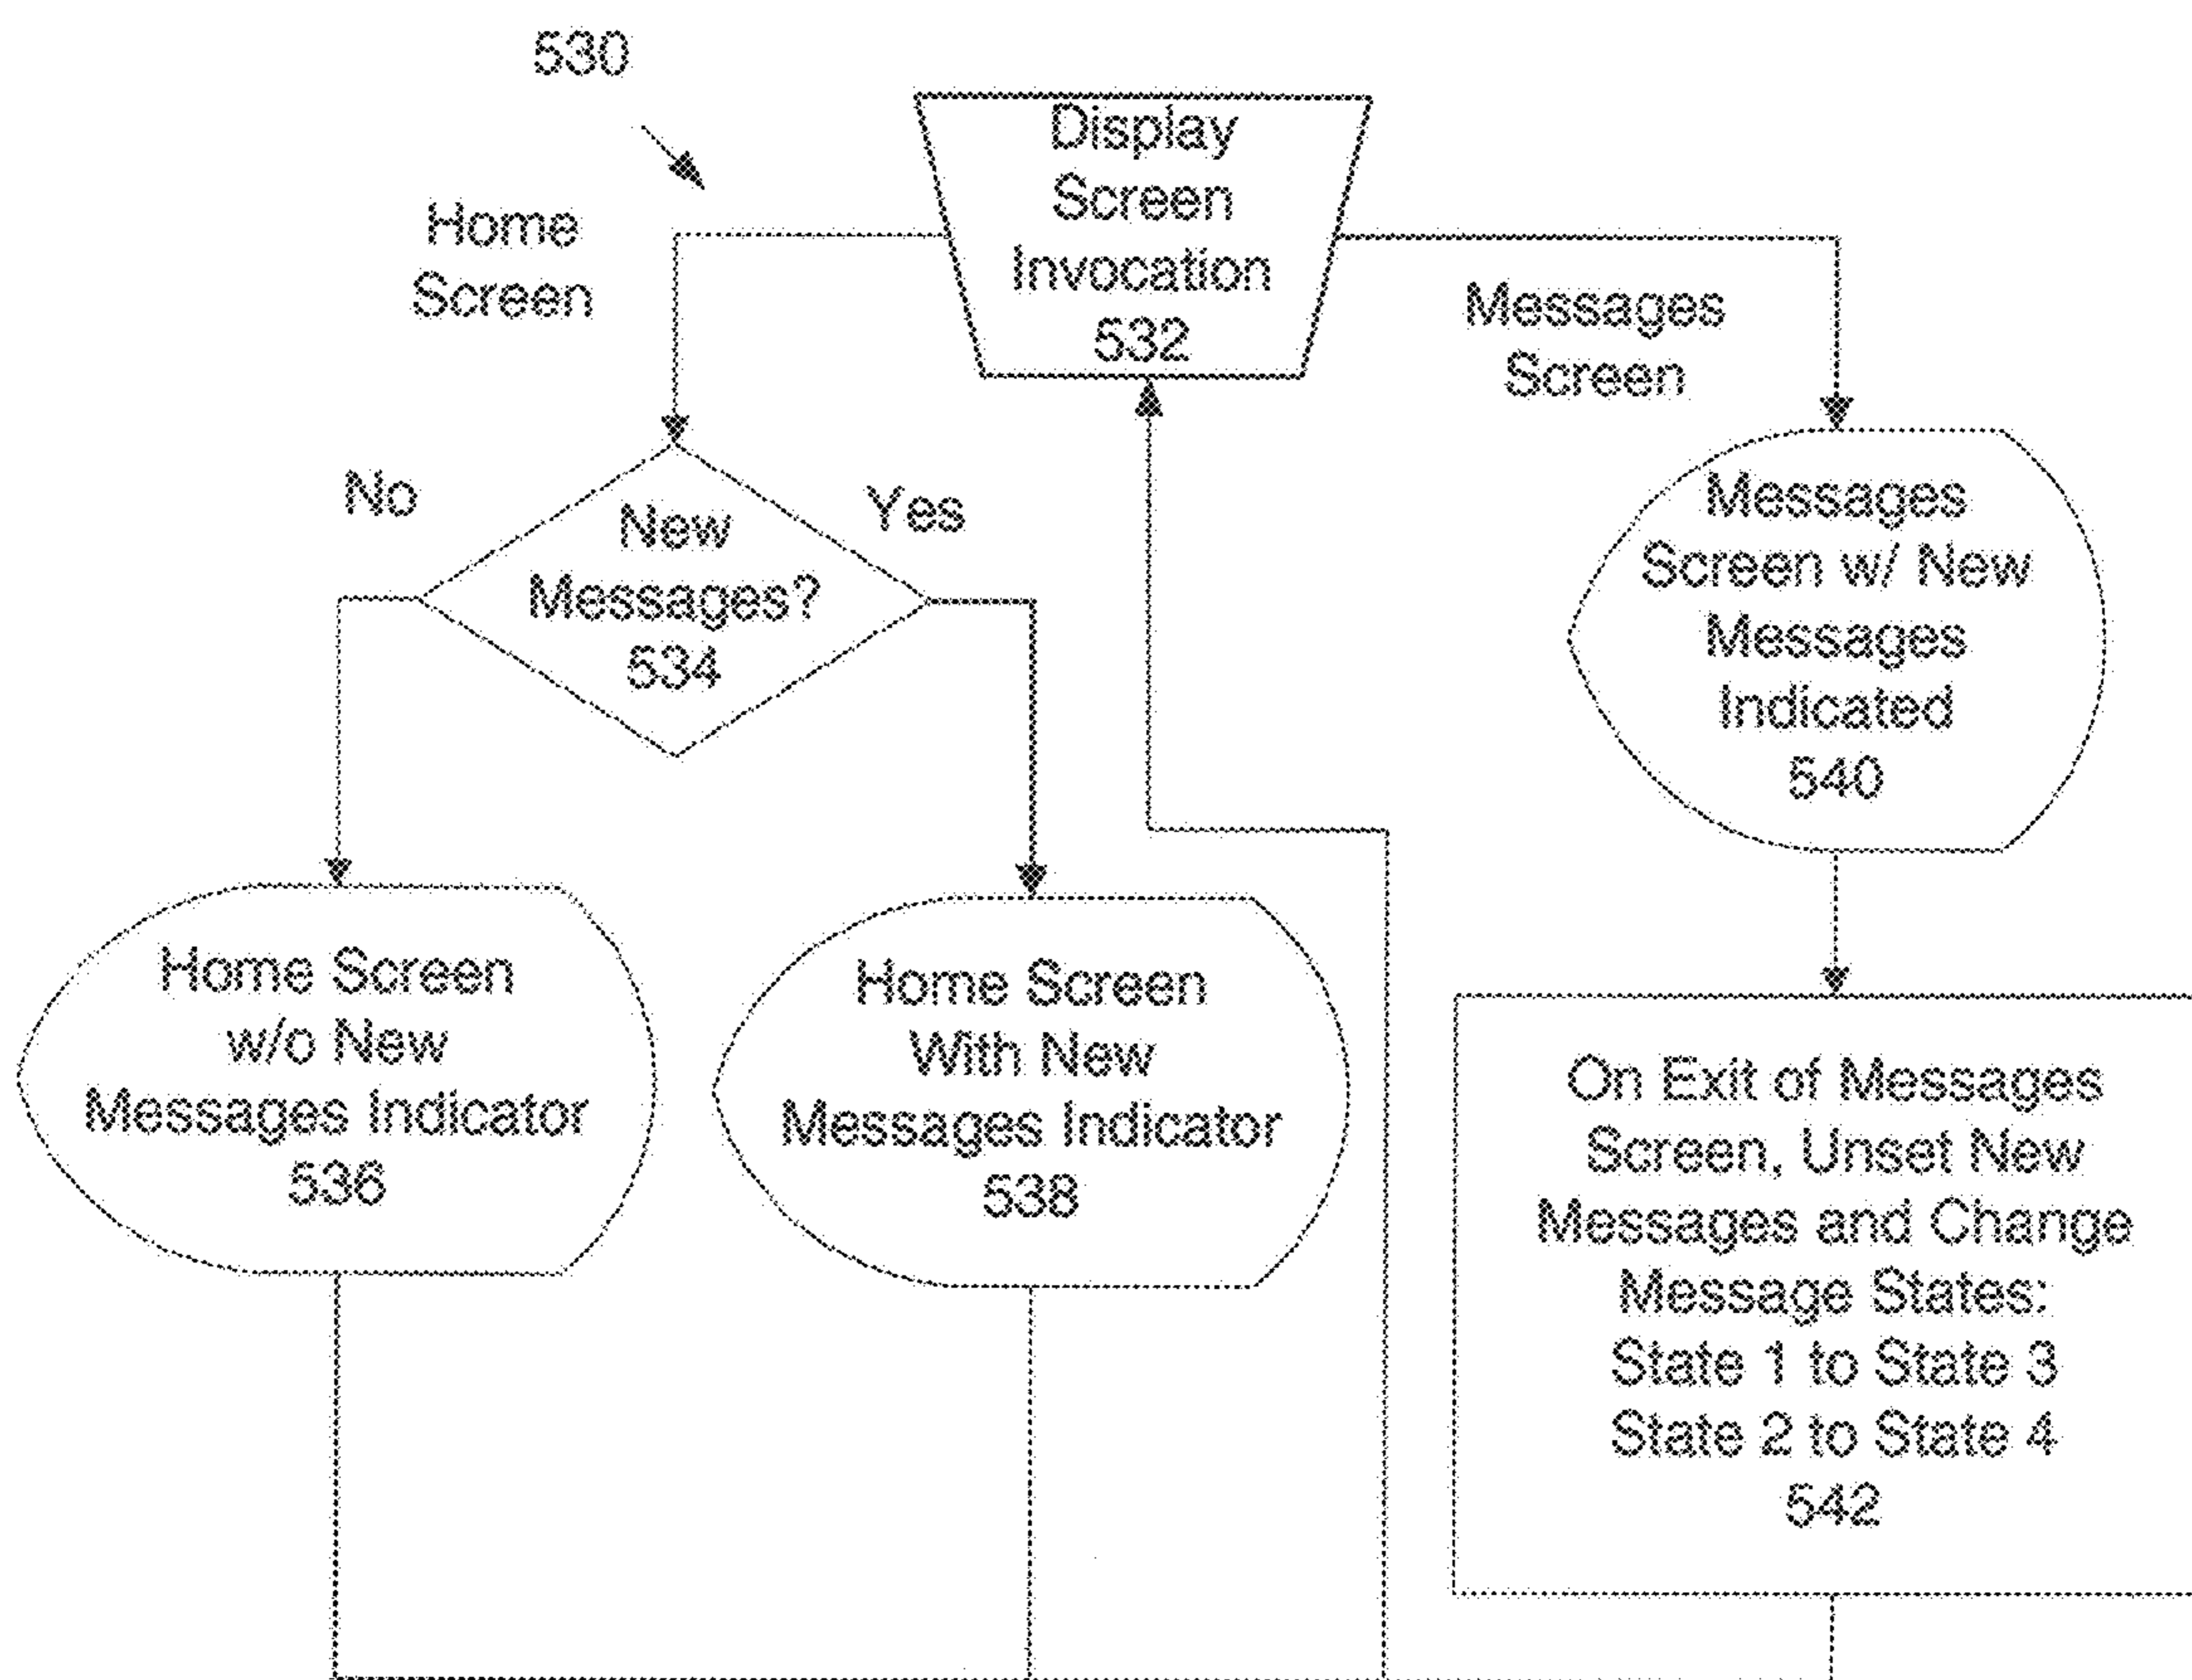 530
Display
Screen
Invocation
532
Home
Screen
Messages
Screen
No
Yes
New
Messages?
534
Messages
Screen w/ New
Messages
Indicated
540
Home Screen
w/o New
Messages Indicator
536
Home Screen
With New
Messages Indicator
538
On Exit of Messages
Screen, Unset New
Messages and Change
Message States:
State 1 to State 3
State 2 to State 4
542